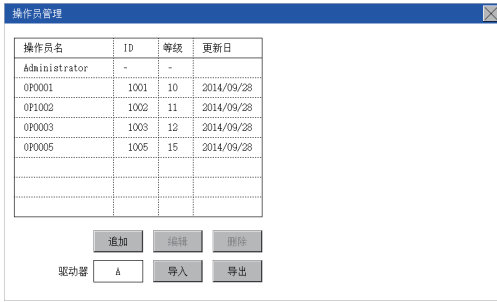 操作员管理
操作员名 ID 等级 更新日
Administrator - -
OP0001 1001 10 2014/09/28
OP1002 1002 11 2014/09/28
OP0003 1003 12 2014/09/28
OP0005 1005 15 2014/09/28
追加 编辑 删除
驱动器 A 导入 导出